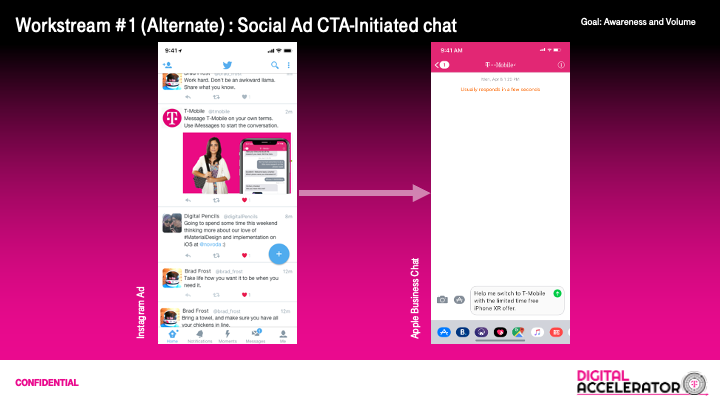 Workstream #1 (Alternate) : Social Ad CTA-Initiated chat
Goal: Awareness and Volume
9:41
Brad Frost @brad_frost
Work hard. Don't be an awkward llama.
Share what you know.
T-Mobile @tmobile 2m
Message T-Mobile on your own terms.
Use iMessages to start the conversation.
Digital Pencils @digitalPencils 6m
Going to spend some time this weekend
thinking more about our love of
#MaterialDesign and implementation on
iOS at @novoda :)
Brad Frost @brad_frost 12m
Take life how you want it to be when you
need it.
Brad Frost @brad_frost 12m
Bring a towel, and make sure you have all
your chickens in line.
Home Notifications Moments Messages Me
Instagram Ad
9:41 AM
1
T-Mobile
Usually responds in a few seconds
Help me switch to T-Mobile
with the limited time free
iPhone XR offer
Apple Business Chat
CONFIDENTIAL
DIGITAL
ACCELERATOR